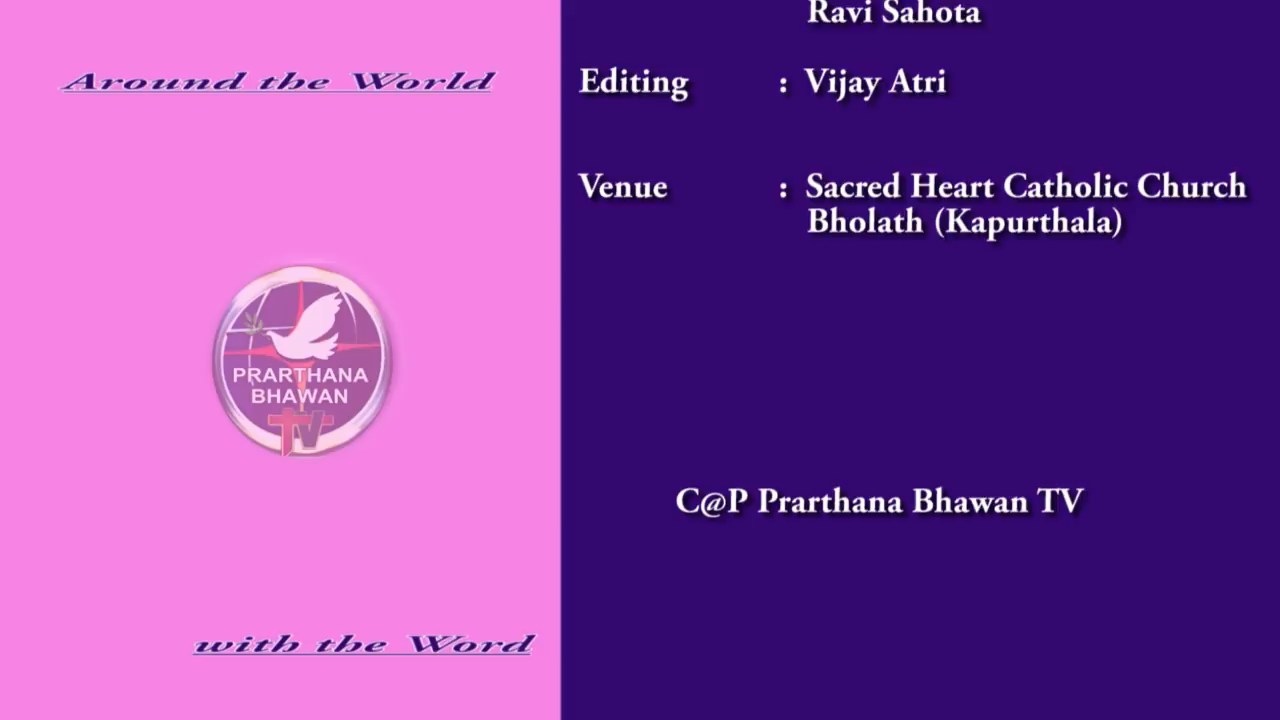 Around the World
PRARTHANA
BHAWAN
TV
with the Word
Ravi Sahota
Editing : Vijay Atri
Venue : Sacred Heart Catholic Church
Bholath (Kapurthala)
C@P Prarthana Bhawan TV